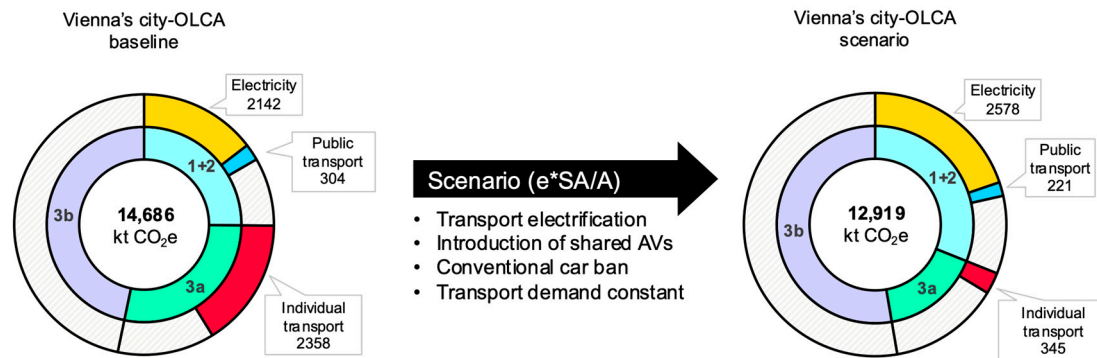 Vienna's city-OLCA
baseline
Electricity
2142
Public
transport
304
1+2
3b
14,686
kt CO₂e
3a
Individual
transport
2358
Scenario (e*SA/A)
• Transport electrification
• Introduction of shared AVs
• Conventional car ban
• Transport demand constant
Vienna's city-OLCA
scenario
Electricity
2578
Public
transport
221
1+2
3b
12,919
kt CO₂e
3a
Individual
transport
345